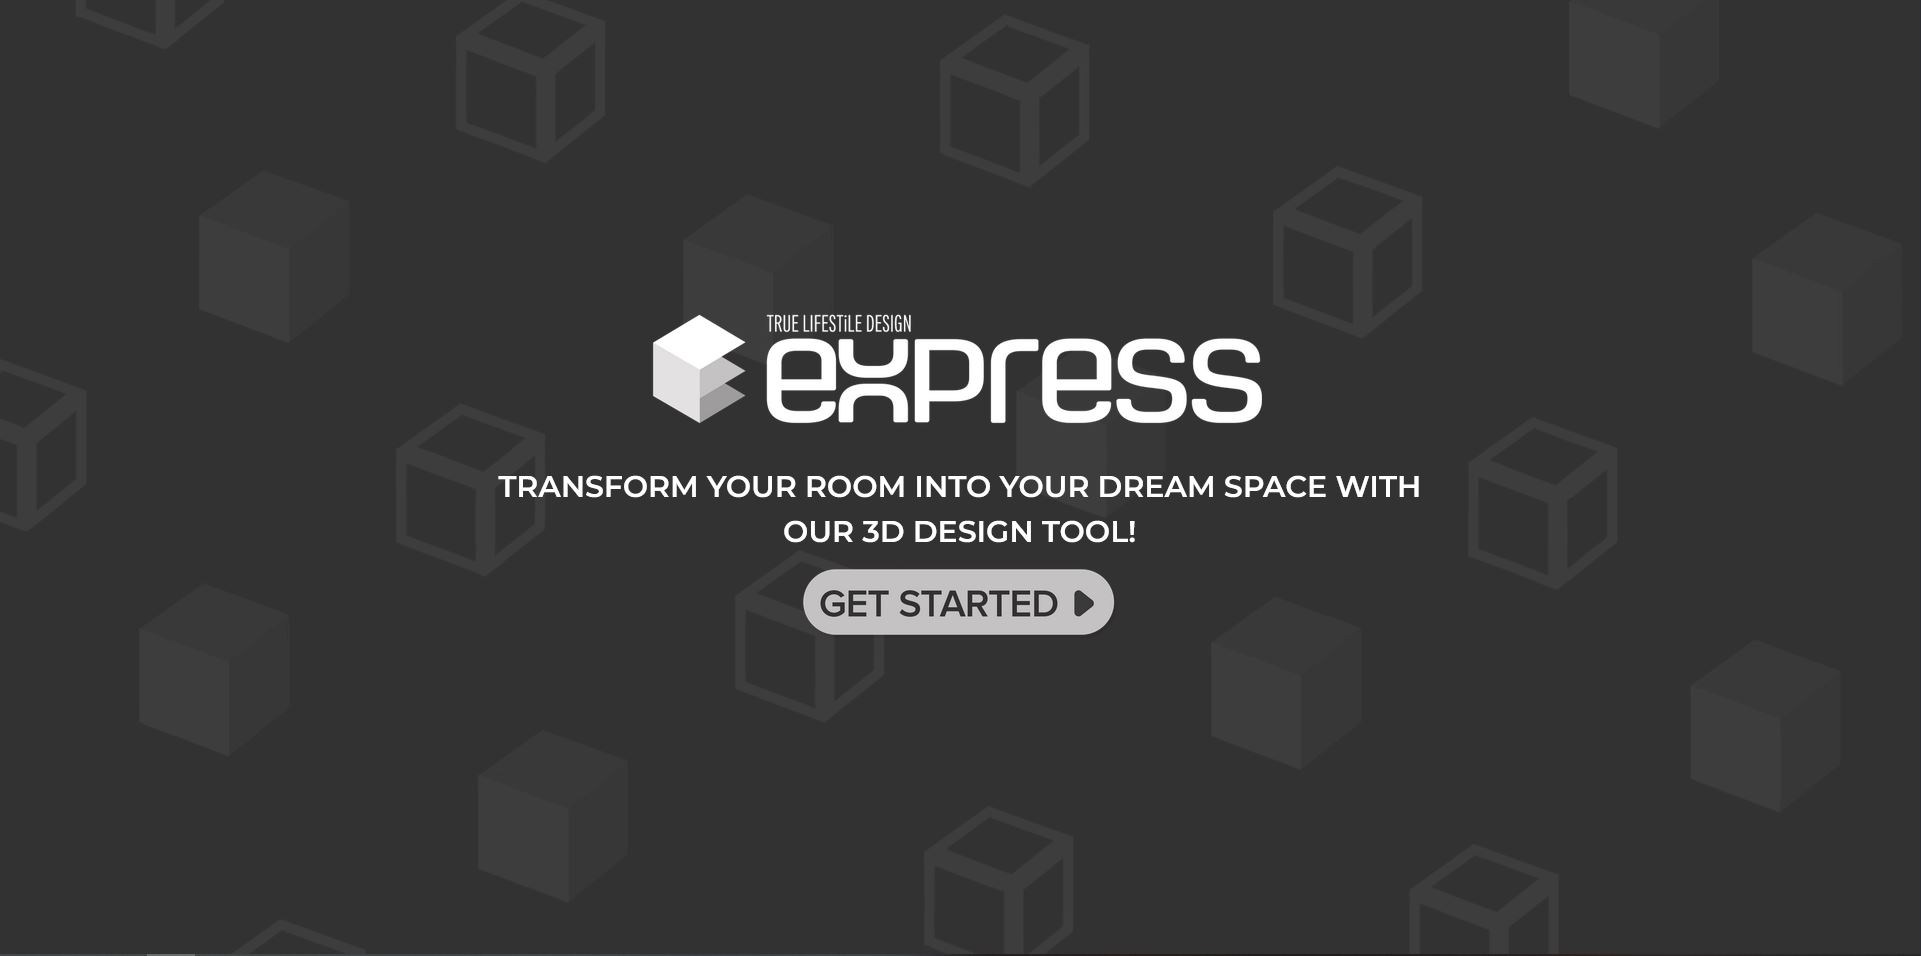 TRUE LIFESTiLE DESIGN
express
TRANSFORM YOUR ROOM INTO YOUR DREAM SPACE WITH
OUR 3D DESIGN TOOL!
GET STARTED